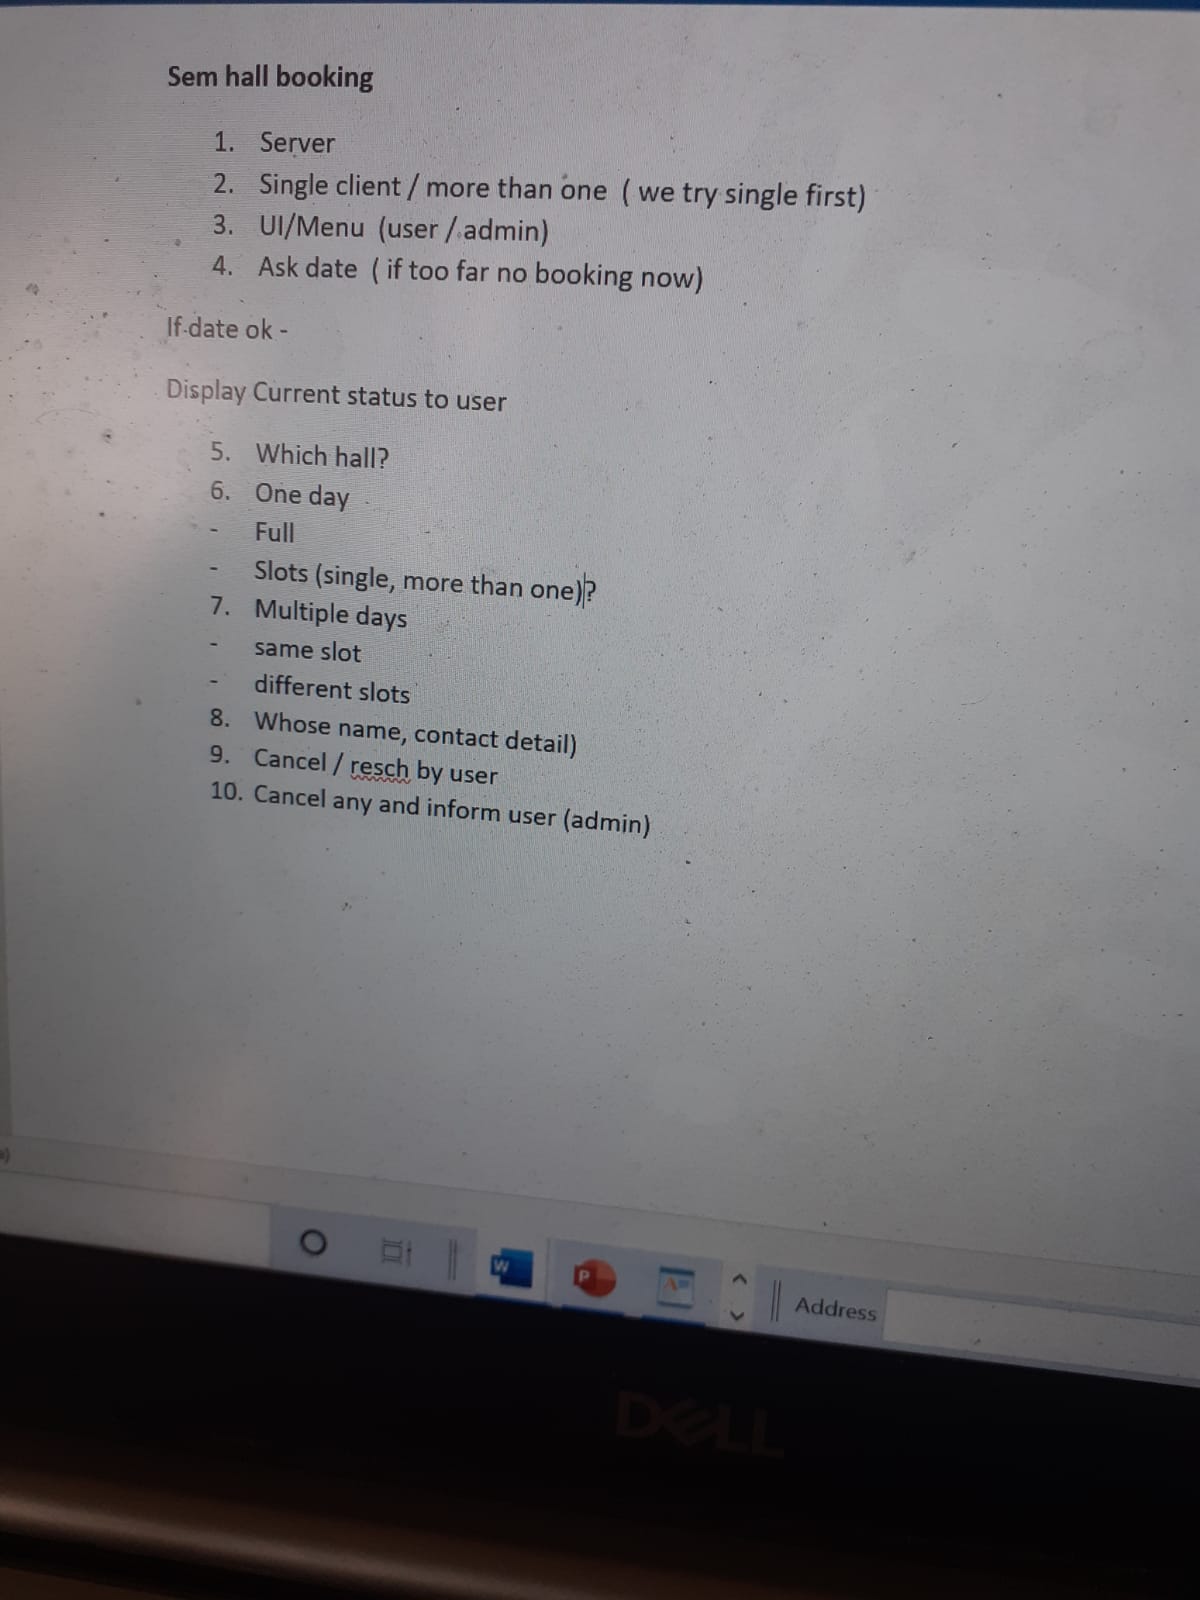 Sem hall booking
1. Server
2. Single client / more than one ( we try single first)
3. UI/Menu (user / admin)
4. Ask date ( if too far no booking now)
If date ok -
Display Current status to user
5. Which hall?
6. One day
- Full
- Slots (single, more than one)?
7. Multiple days
- same slot
- different slots
8. Whose name, contact detail)
9. Cancel / resch by user
10. Cancel any and inform user (admin)
W
P
A
Address
DELL